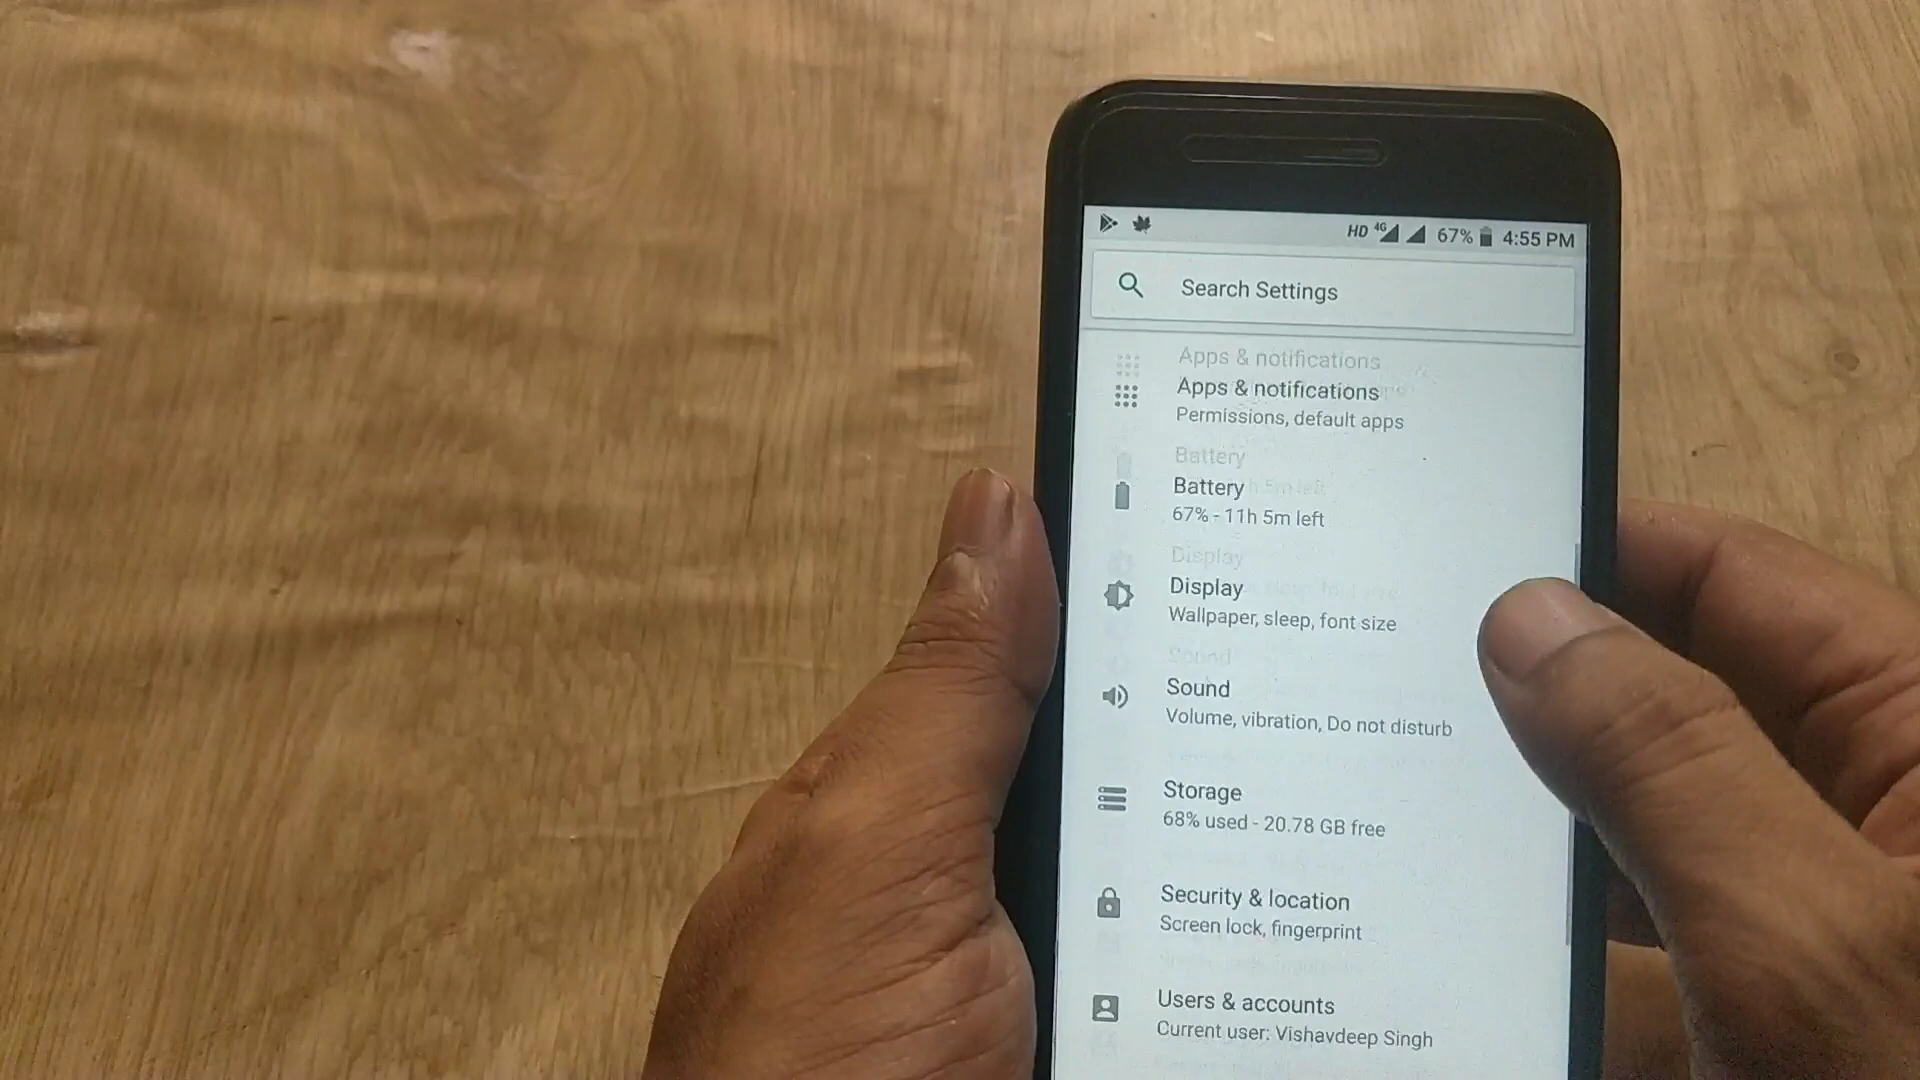 HD 4G 67% 4:55 PM
Search Settings
Apps & notifications
Apps & notifications
Permissions, default apps
Battery
Battery
67% - 11h 5m left
Display
Display
Wallpaper, sleep, font size
Sound
Sound
Volume, vibration, Do not disturb
Storage
68% used - 20.78 GB free
Security & location
Screen lock, fingerprint
Users & accounts
Current user: Vishavdeep Singh